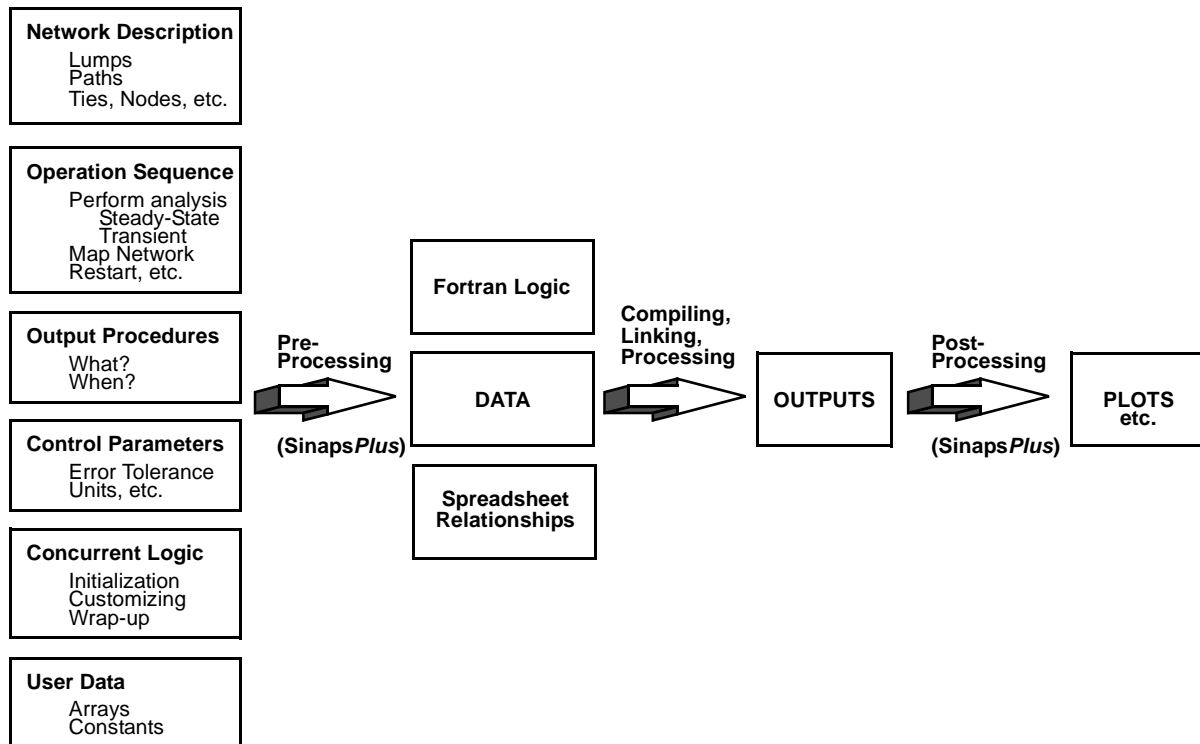 Network Description
Lumps
Paths
Ties, Nodes, etc.
Operation Sequence
Perform analysis
Steady-State
Transient
Map Network
Restart, etc.
Output Procedures
What?
When?
Control Parameters
Error Tolerance
Units, etc.
Concurrent Logic
Initialization
Customizing
Wrap-up
User Data
Arrays
Constants
Pre-
Processing
(SinapsPlus)
Fortran Logic
DATA
Spreadsheet
Relationships
Compiling,
Linking,
Processing
OUTPUTS
Post-
Processing
(SinapsPlus)
PLOTS
etc.